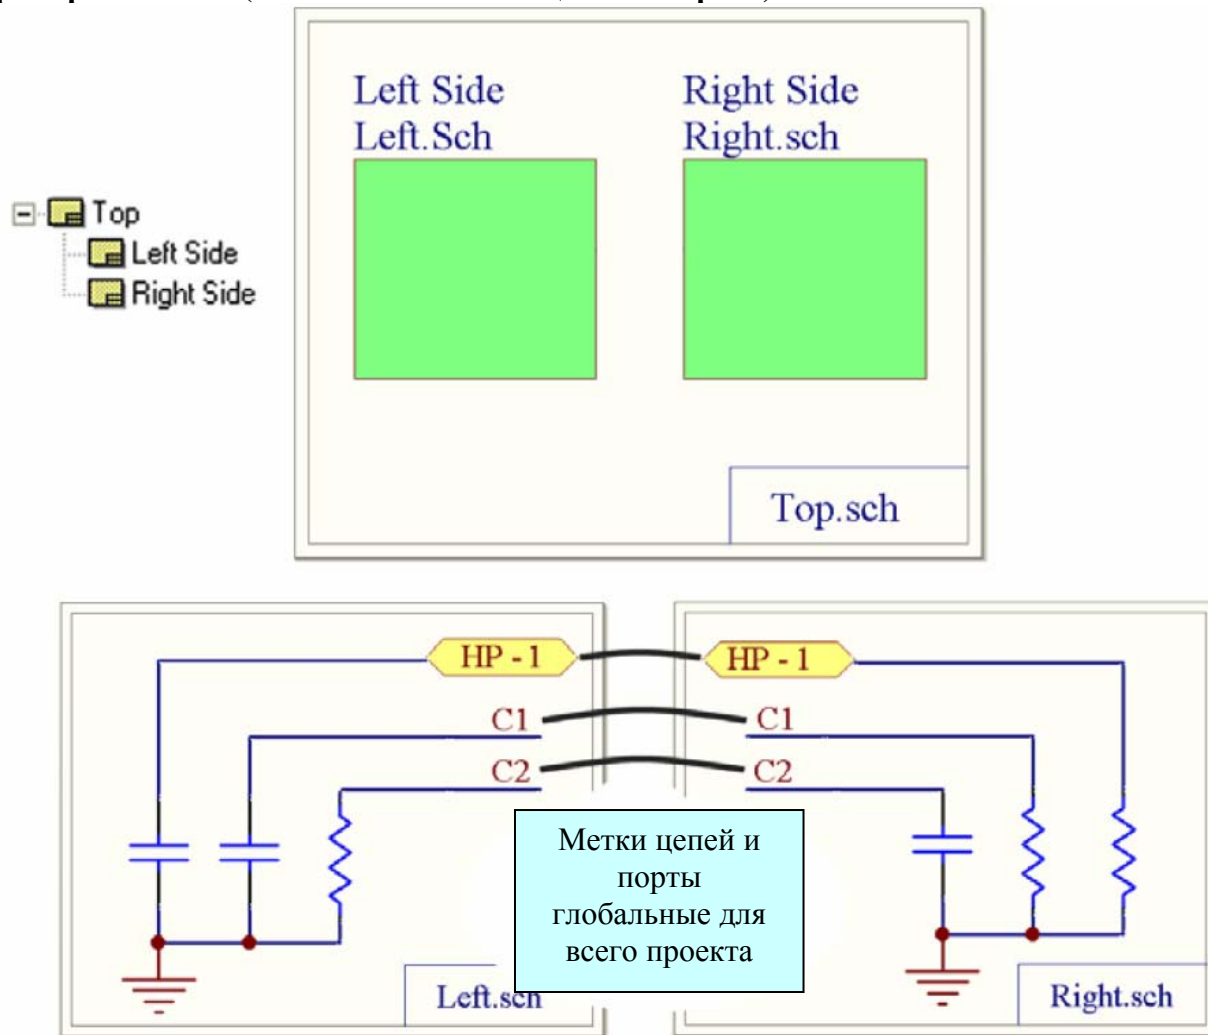 Left Side
Left.Sch
Right Side
Right.sch
Top
Left Side
Right Side
Top.sch
HP - 1
HP - 1
C1
C1
C2
C2
Метки цепей и
порты
глобальные для
всего проекта
Left.sch
Right.sch